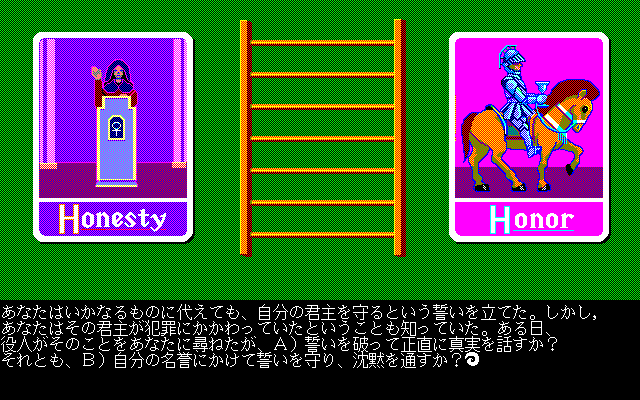 Honesty
Honor
あなたはいかなるものに代えても、自分の君主を守るという誓いを立てた。しかし,
あなたはその君主が犯罪にかかわっていたということも知っていた。ある日、
役人がそのことをあなたに尋ねたが、A)誓いを破って正直に真実を話すか?
それとも、B)自分の名誉にかけて誓いを守り、沈黙を通すか?